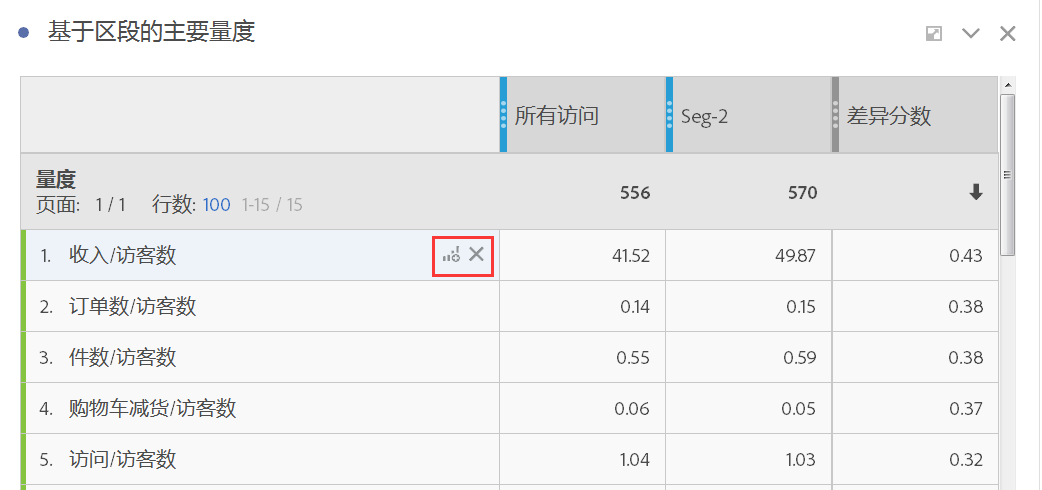 基于区段的主要量度
所有访问 Seg-2 差异分数
量度
页面: 1 / 1 行数: 100 1-15 / 15 556 570
1. 收入/访客数 41.52 49.87 0.43
2. 订单数/访客数 0.14 0.15 0.38
3. 件数/访客数 0.55 0.59 0.38
4. 购物车减货/访客数 0.06 0.05 0.37
5. 访问/访客数 1.04 1.03 0.32